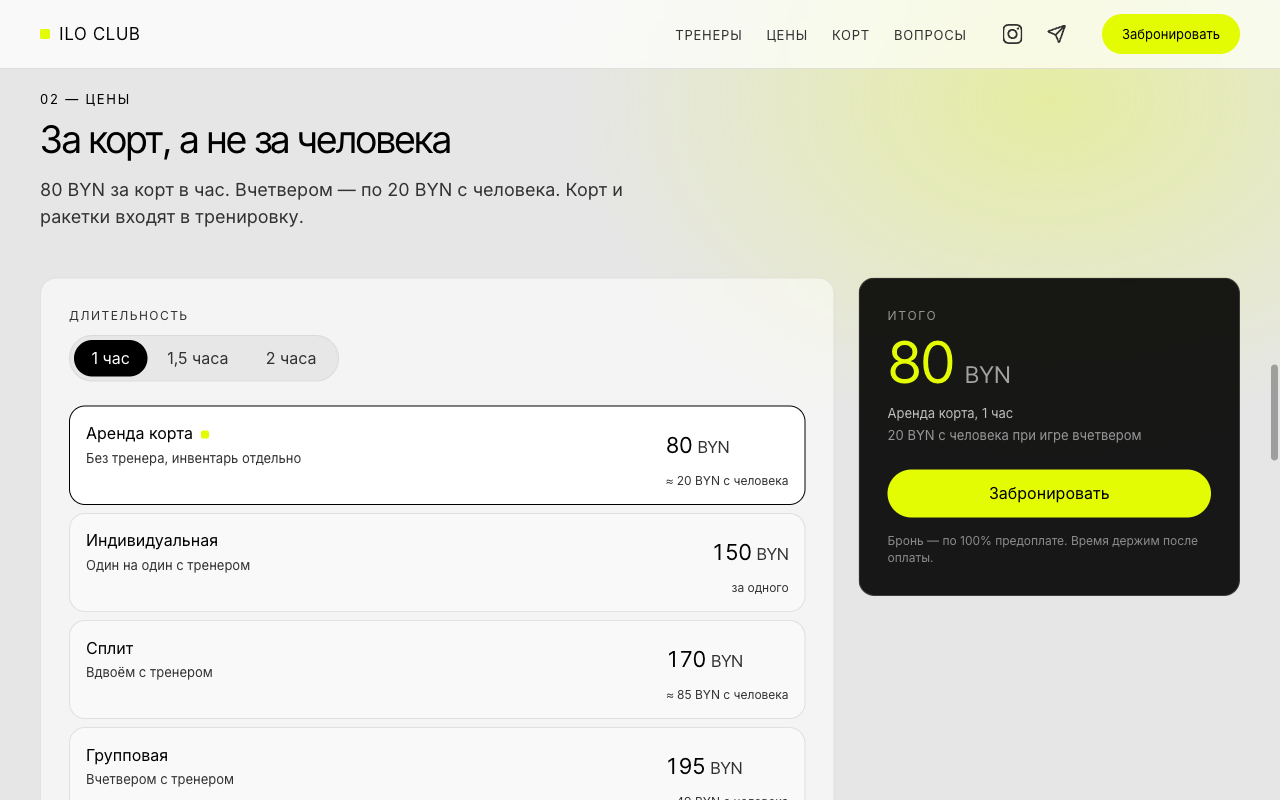 ILO CLUB
ТРЕНЕРЫ ЦЕНЫ КОРТ ВОПРОСЫ Забронировать
02 — ЦЕНЫ
За корт, а не за человека
80 BYN за корт в час. Вчетвером — по 20 BYN с человека. Корт и
ракетки входят в тренировку.
ДЛИТЕЛЬНОСТЬ
1 час 1,5 часа 2 часа
Аренда корта
Без тренера, инвентарь отдельно
80 BYN
≈ 20 BYN с человека
Индивидуальная
Один на один с тренером
150 BYN
за одного
Сплит
Вдвоём с тренером
170 BYN
≈ 85 BYN с человека
Групповая
Вчетвером с тренером
195 BYN
ИТОГО
80 BYN
Аренда корта, 1 час
20 BYN с человека при игре вчетвером
Забронировать
Бронь — по 100% предоплате. Время держим после
оплаты.